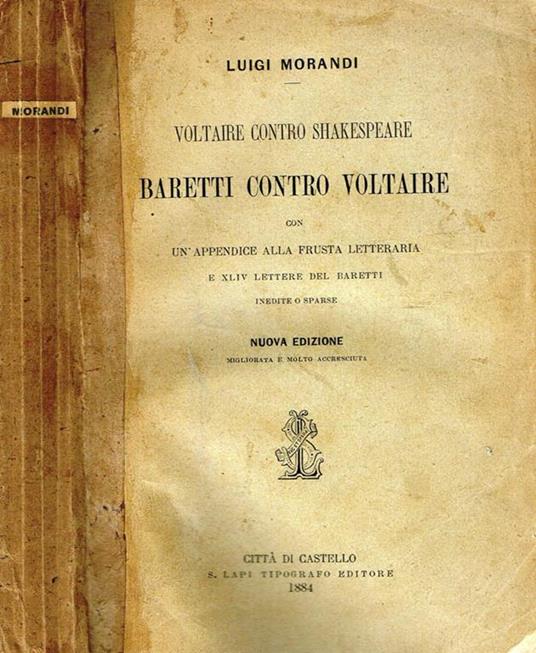 MORANDI
LUIGI MORANDI
VOLTAIRE CONTRO SHAKESPEARE
BARETTI CONTRO VOLTAIRE
CON
UN'APPENDICE ALLA FRUSTA LETTERARIA
E XLIV LETTERE DEL BARETTI
INEDITE O SPARSE
NUOVA EDIZIONE
MIGLIORATA E MOLTO ACCRESCIUTA
CITTÀ DI CASTELLO
S. LAPI TIPOGRAFO EDITORE
1884